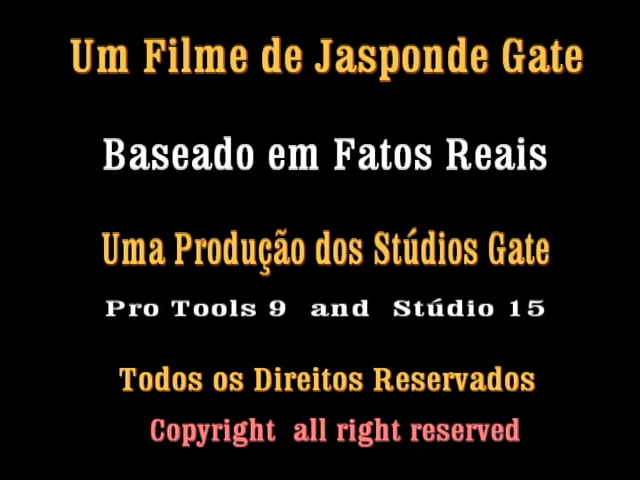 Um Filme de Jasponde Gate
Baseado em Fatos Reais
Uma Produção dos Stúdios Gate
Pro Tools 9 and Stúdio 15
Todos os Direitos Reservados
Copyright all right reserved